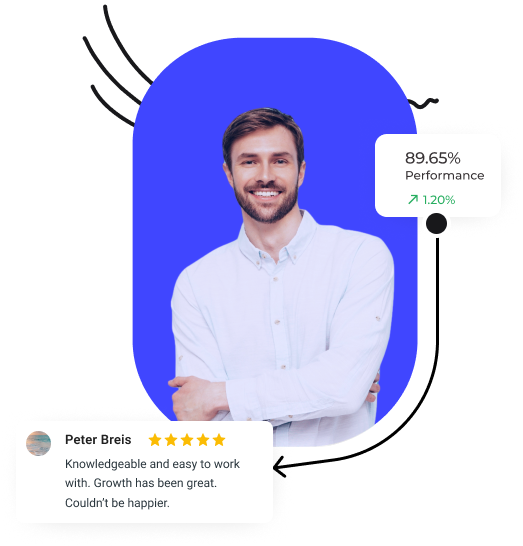 89.65%
Performance
1.20%
Peter Breis
Knowledgeable and easy to work
with. Growth has been great.
Couldn’t be happier.